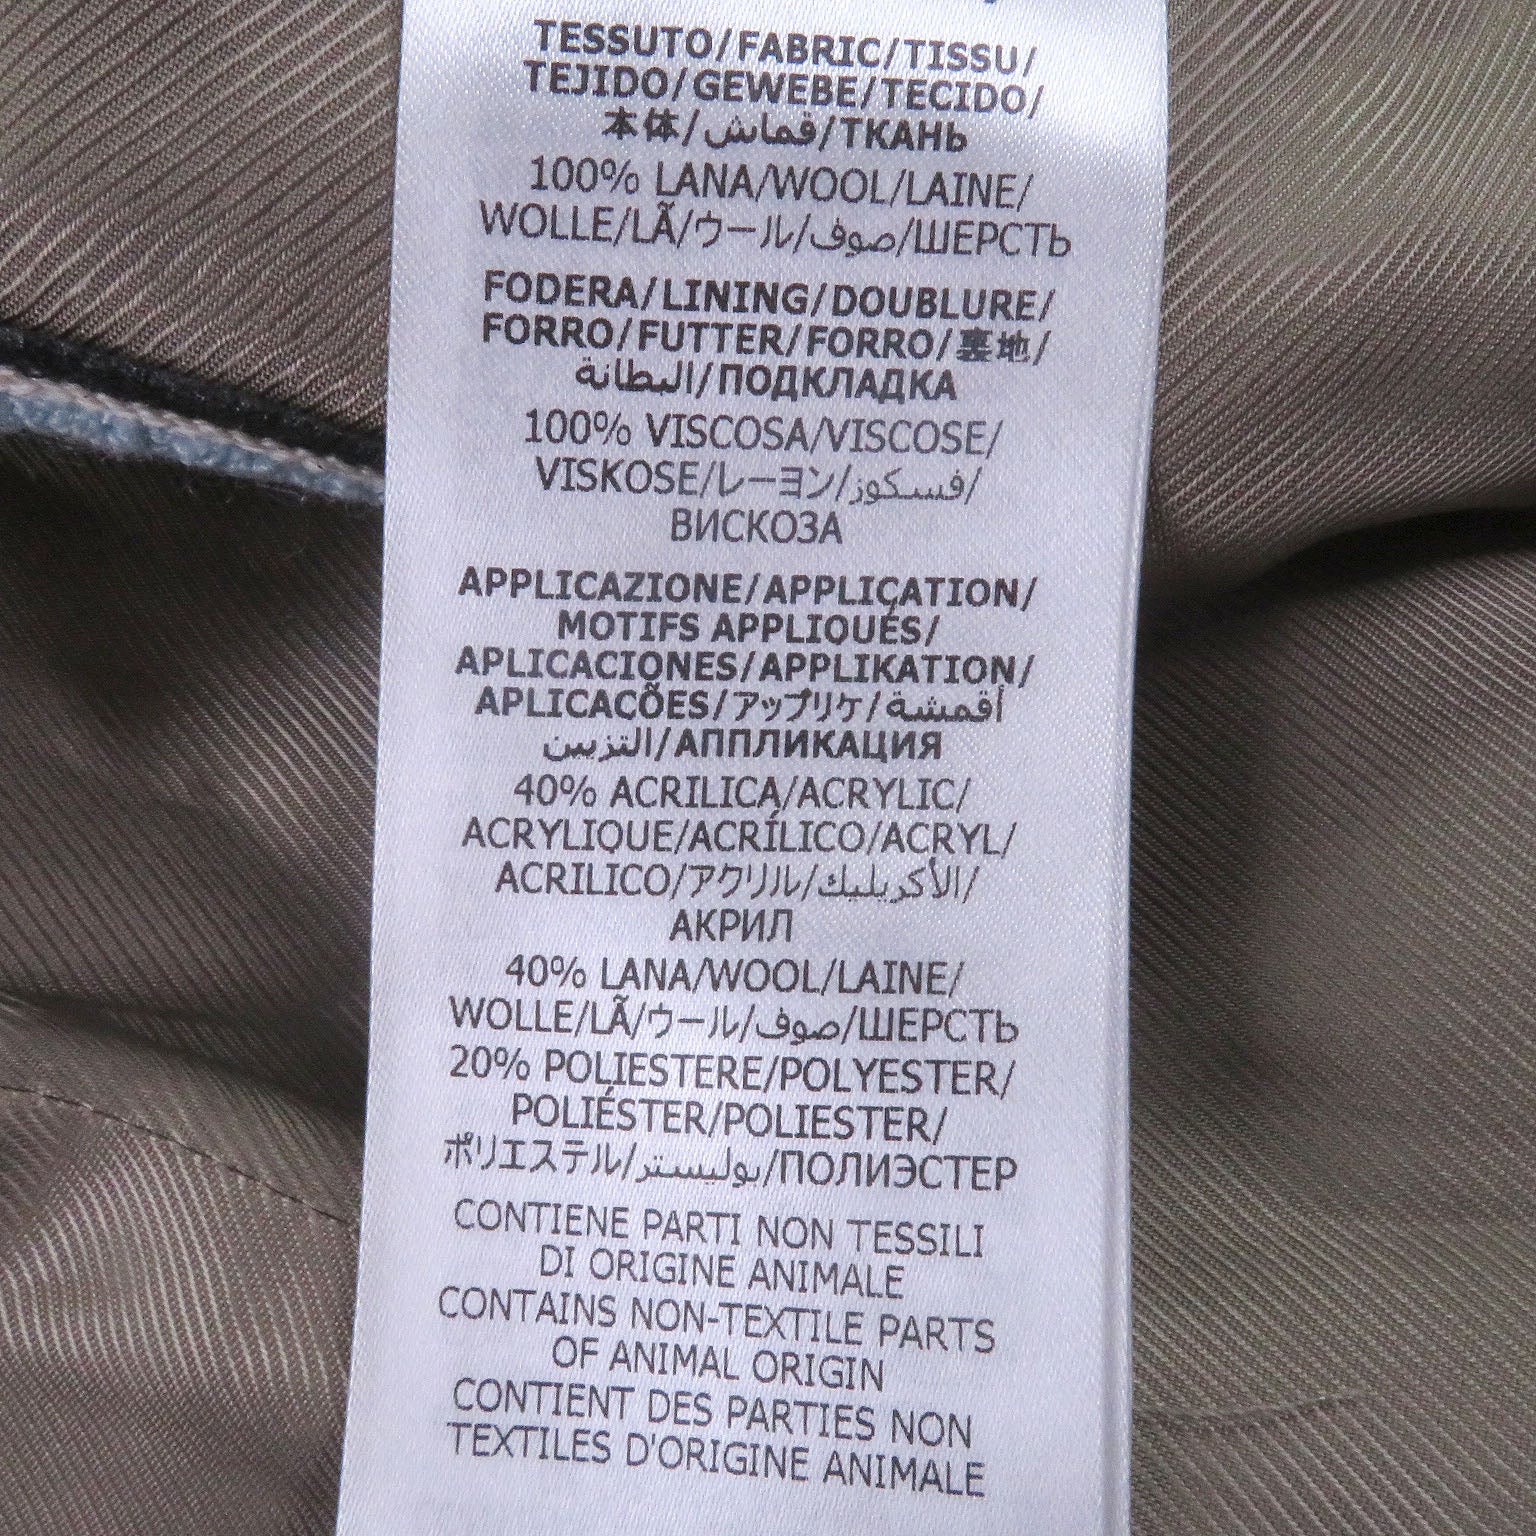 TESSUTO/FABRIC/TISSU/
TEJIDO/GEWEBE/TECIDO/
本体/قماش/ТКАНЬ
100% LANA/WOOL/LAINE/
WOLLE/LÃ/ウール/صوف/ШЕРСТЬ
FODERA/LINING/DOUBLURE/
FORRO/FUTTER/FORRO/裏地/
البطانة/ПОДКЛАДКА
100% VISCOSA/VISCOSE/
VISKOSE/レーヨン/فسكوز/
ВИСКОЗА
APPLICAZIONE/APPLICATION/
MOTIFS APPLIQUÉS/
APLICACIONES/APPLIKATION/
APLICAÇÕES/アップリケ/أقمشة
التزيين/АППЛИКАЦИЯ
40% ACRILICA/ACRYLIC/
ACRYLIQUE/ACRÍLICO/ACRYL/
ACRILICO/アクリル/الأكريليك/
АКРИЛ
40% LANA/WOOL/LAINE/
WOLLE/LÃ/ウール/صوف/ШЕРСТЬ
20% POLIESTERE/POLYESTER/
POLIÉSTER/POLIESTER/
ポリエステル/بوليستر/ПОЛИЭСТЕР
CONTIENE PARTI NON TESSILI
DI ORIGINE ANIMALE
CONTAINS NON-TEXTILE PARTS
OF ANIMAL ORIGIN
CONTIENT DES PARTIES NON
TEXTILES D'ORIGINE ANIMALE